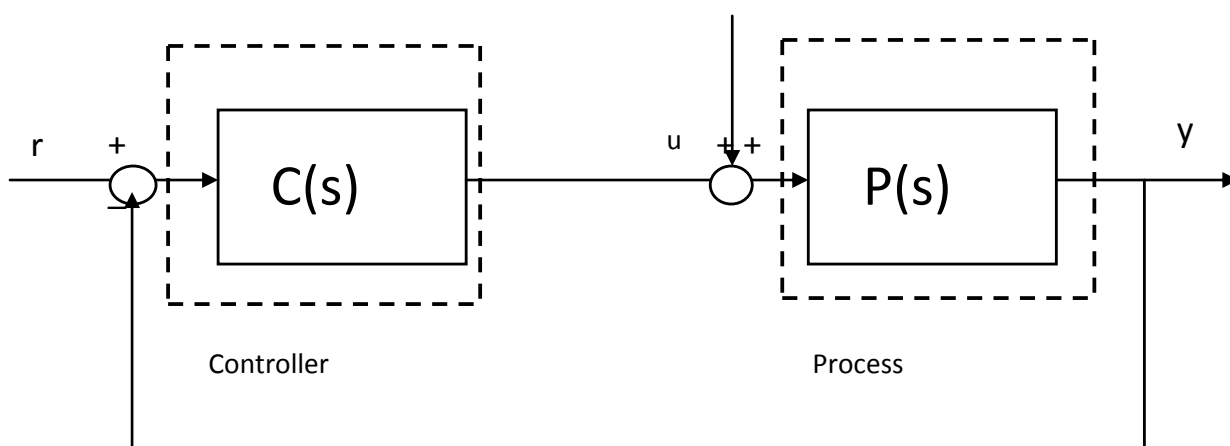 r + u + + y
−
C(s) P(s)
Controller Process